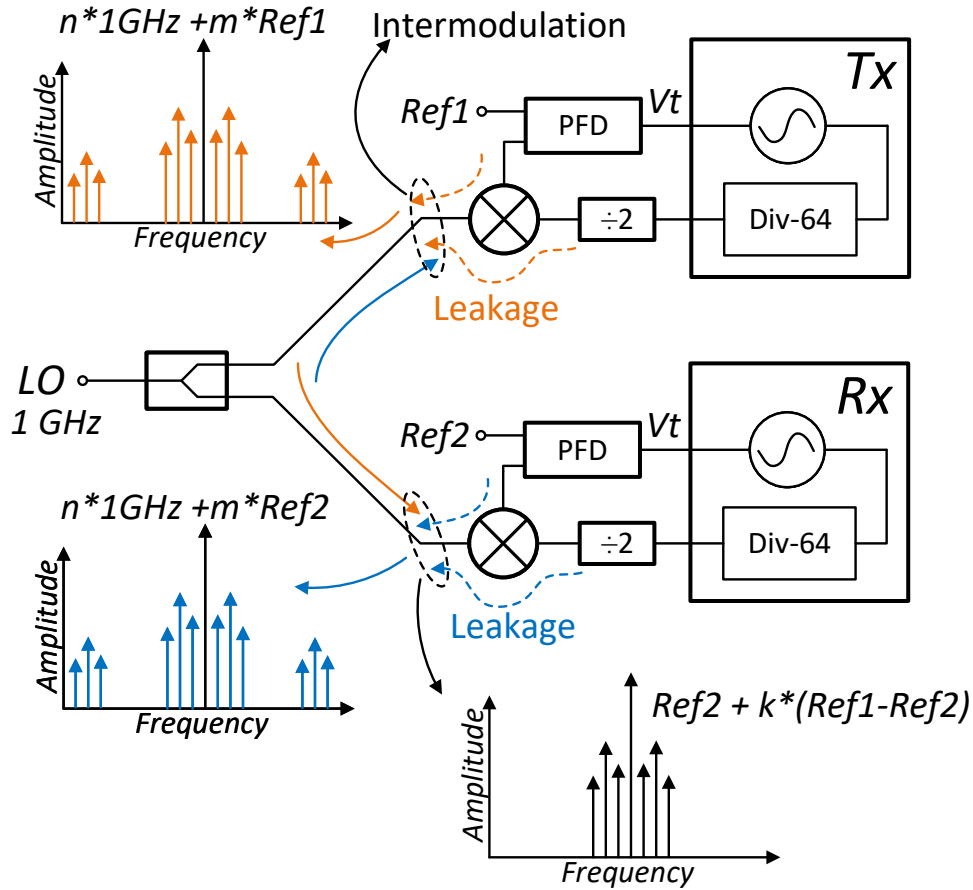 n*1GHz +m*Ref1
Amplitude
Frequency
Intermodulation
Ref1
PFD
Vt
Tx
÷2
Div-64
Leakage
LO
1 GHz
Ref2
PFD
Vt
Rx
÷2
Div-64
Leakage
n*1GHz +m*Ref2
Amplitude
Frequency
Ref2 + k*(Ref1-Ref2)
Amplitude
Frequency